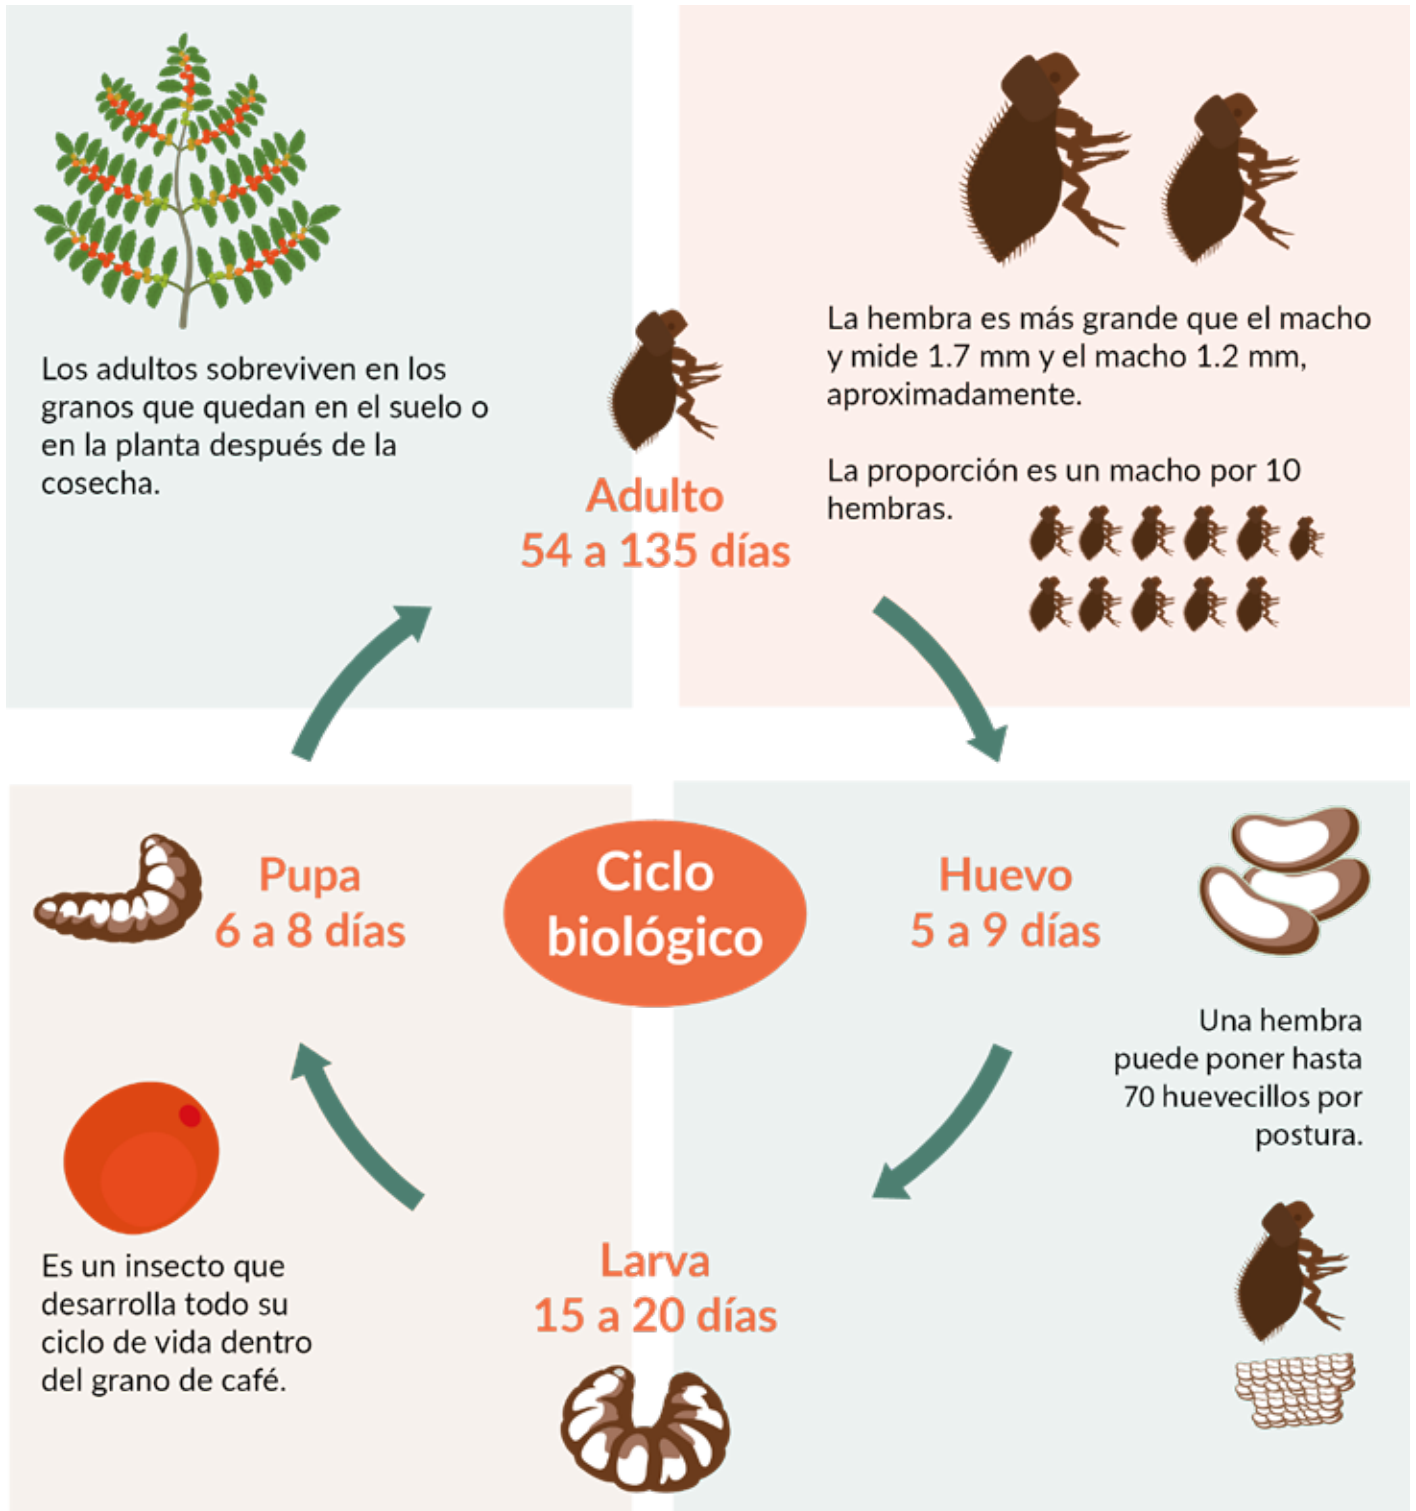 Los adultos sobreviven en los
granos que quedan en el suelo o
en la planta después de la
cosecha.
Adulto
54 a 135 días
La hembra es más grande que el macho
y mide 1.7 mm y el macho 1.2 mm,
aproximadamente.
La proporción es un macho por 10
hembras.
Pupa
6 a 8 días
Ciclo
biológico
Huevo
5 a 9 días
Una hembra
puede poner hasta
70 huevecillos por
postura.
Es un insecto que
desarrolla todo su
ciclo de vida dentro
del grano de café.
Larva
15 a 20 días